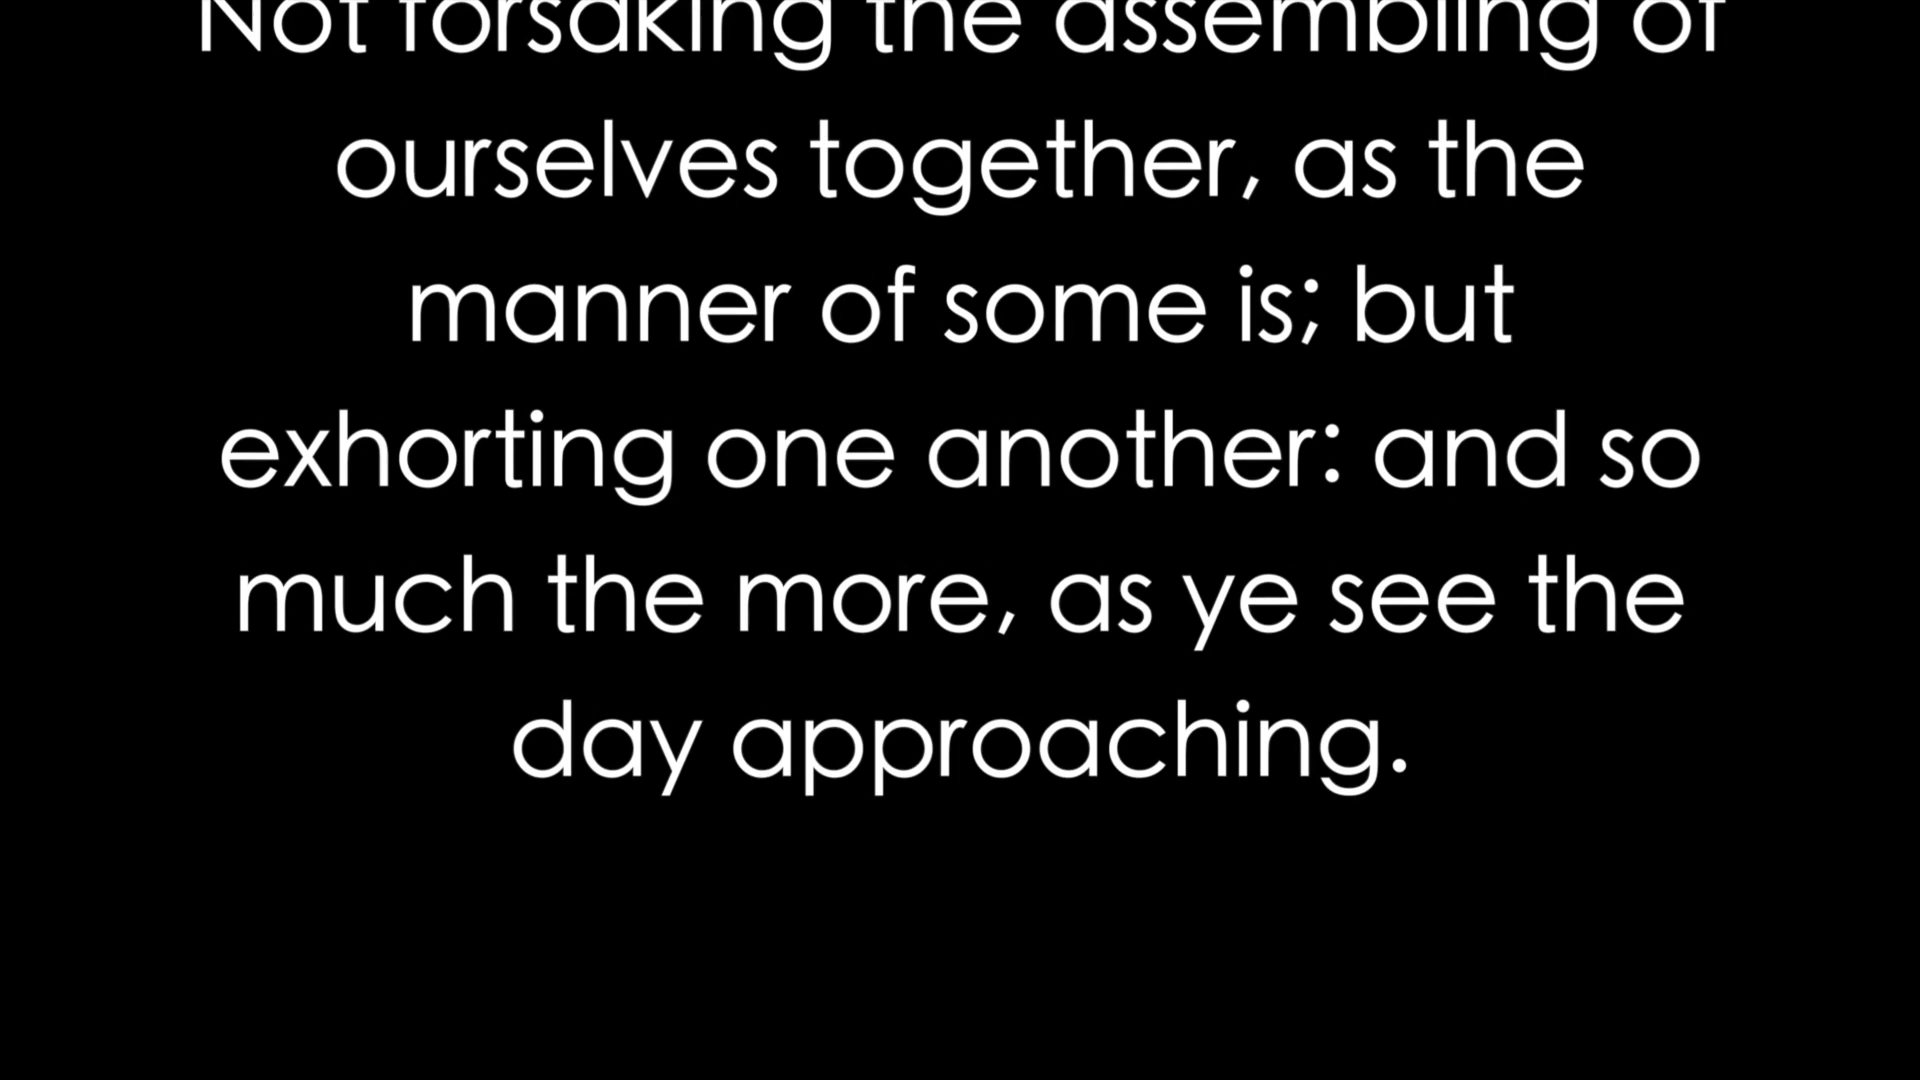 Not forsaking the assembling of
ourselves together, as the
manner of some is; but
exhorting one another: and so
much the more, as ye see the
day approaching.